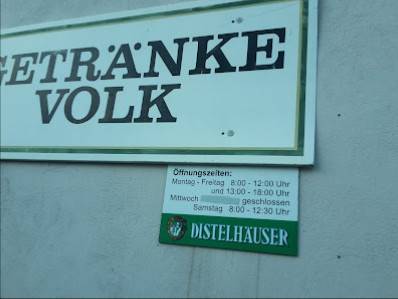 GETRÄNKE
VOLK
Öffnungszeiten:
Montag - Freitag 8:00 - 12:00 Uhr
und 13:00 - 18:00 Uhr
Mittwoch geschlossen
Samstag 8:00 - 12:30 Uhr
DISTELHÄUSER